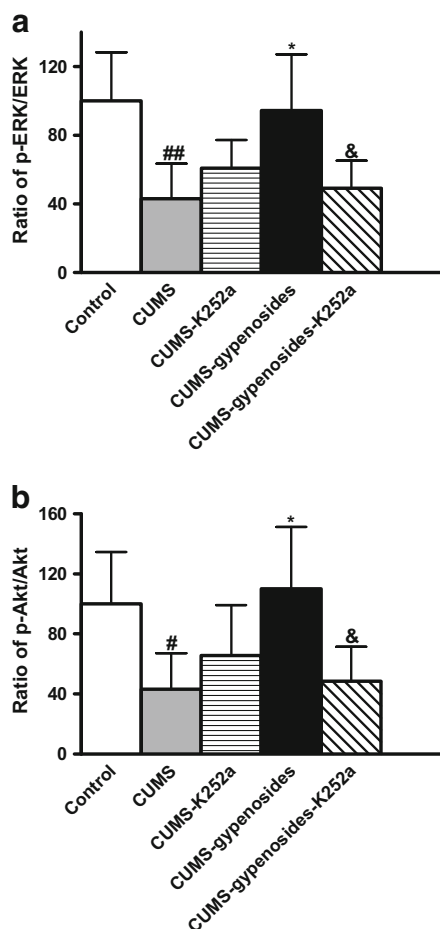 a
Ratio of p-ERK/ERK
120
80
40
0
##
*
&
Control
CUMS
CUMS-K252a
CUMS-gypenosides
CUMS-gypenosides-K252a
b
Ratio of p-Akt/Akt
160
120
80
40
0
#
*
&
Control
CUMS
CUMS-K252a
CUMS-gypenosides
CUMS-gypenosides-K252a